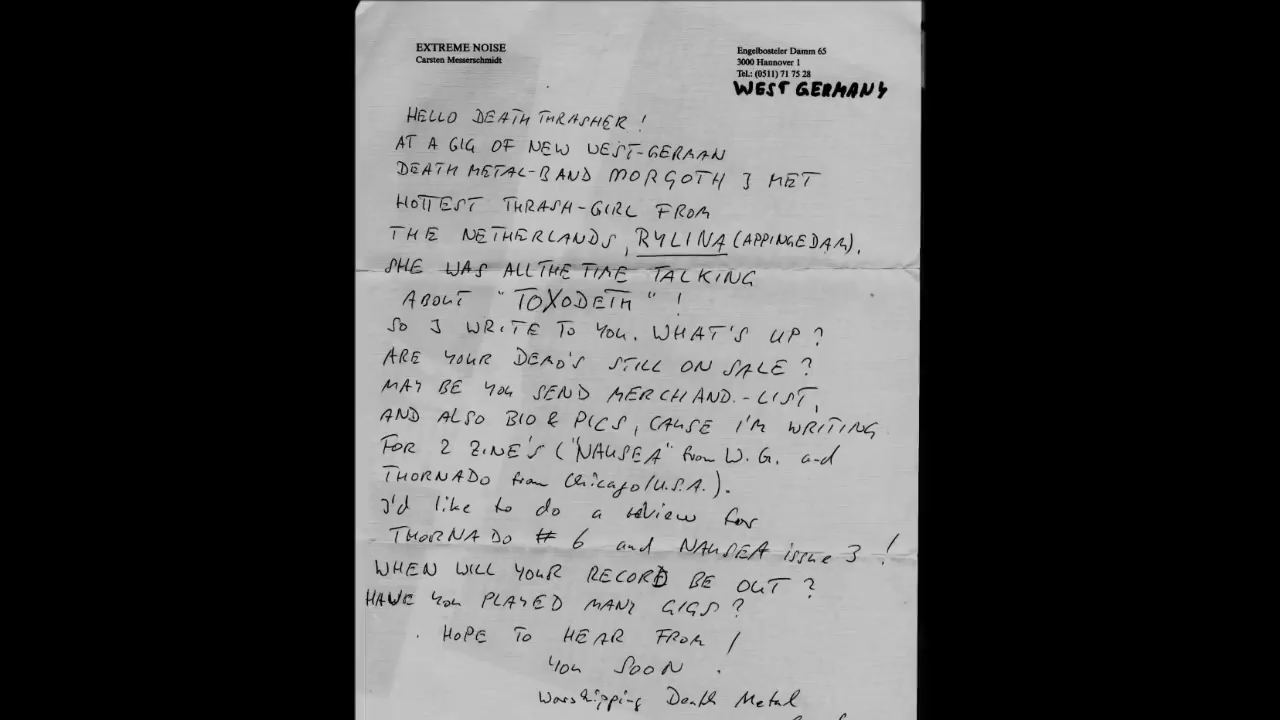 EXTREME NOISE
Carsten Messerschmidt
Engelbosteler Damm 65
3000 Hannover 1
Tel.: (0511) 71 75 28
WEST GERMANY
HELLO DEATHTHRASHER!
AT A GIG OF NEW WEST-GERMAN
DEATH METAL-BAND MORGOTH I MET
HOTTEST THRASH-GIRL FROM
THE NETHERLANDS, RYLINA (APPINGEDAM).
SHE WAS ALL THE TIME TALKING
ABOUT "TOXODETH"!
SO I WRITE TO YOU. WHAT'S UP?
ARE YOUR DEMO'S STILL ON SALE?
MAY BE YOU SEND MERCHAND.-LIST,
AND ALSO BIO & PICS, CAUSE I'M WRITING
FOR 2 ZINE'S ("NAUSEA" from W.G. and
THORNADO from Chicago/U.S.A.).
I'd like to do a review for
THORNADO # 6 and NAUSEA issue 3!
WHEN WILL YOUR RECORD BE OUT?
HAVE YOU PLAYED MANY GIGS?
HOPE TO HEAR FROM
YOU SOON.
Worshipping Death Metal